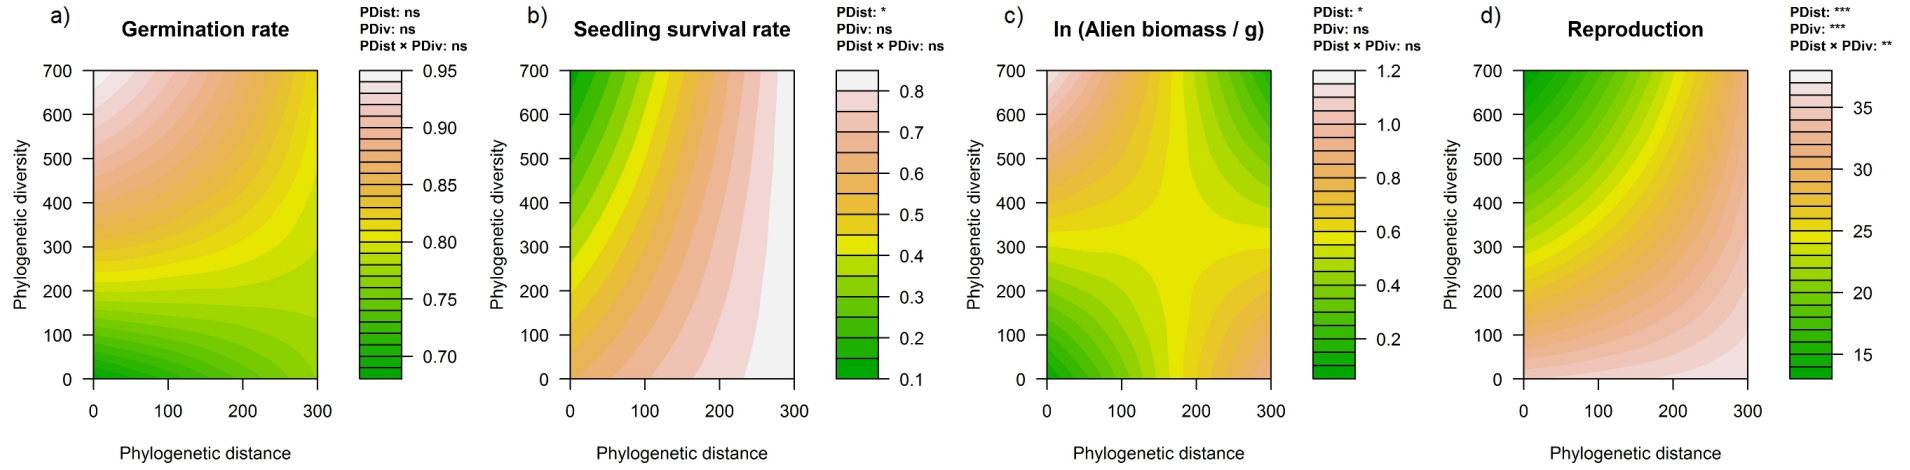 a)
Germination rate
PDist: ns
PDiv: ns
PDist × PDiv: ns
700
600
500
400
300
200
100
0
0 100 200 300
Phylogenetic diversity
Phylogenetic distance
0.95
0.90
0.85
0.80
0.75
0.70
b)
Seedling survival rate
PDist: *
PDiv: ns
PDist × PDiv: ns
700
600
500
400
300
200
100
0
0 100 200 300
Phylogenetic diversity
Phylogenetic distance
0.8
0.7
0.6
0.5
0.4
0.3
0.2
0.1
c)
ln (Alien biomass / g)
PDist: *
PDiv: ns
PDist × PDiv: ns
700
600
500
400
300
200
100
0
0 100 200 300
Phylogenetic diversity
Phylogenetic distance
1.2
1.0
0.8
0.6
0.4
0.2
d)
Reproduction
PDist: ***
PDiv: ***
PDist × PDiv: **
700
600
500
400
300
200
100
0
0 100 200 300
Phylogenetic diversity
Phylogenetic distance
35
30
25
20
15